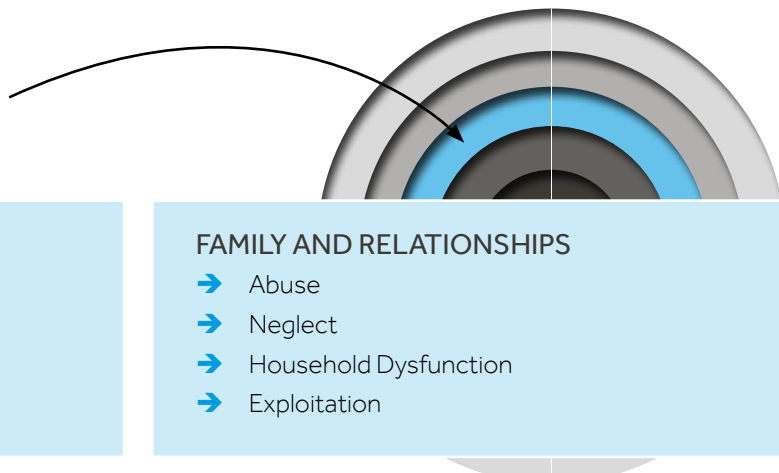 FAMILY AND RELATIONSHIPS
➔ Abuse
➔ Neglect
➔ Household Dysfunction
➔ Exploitation